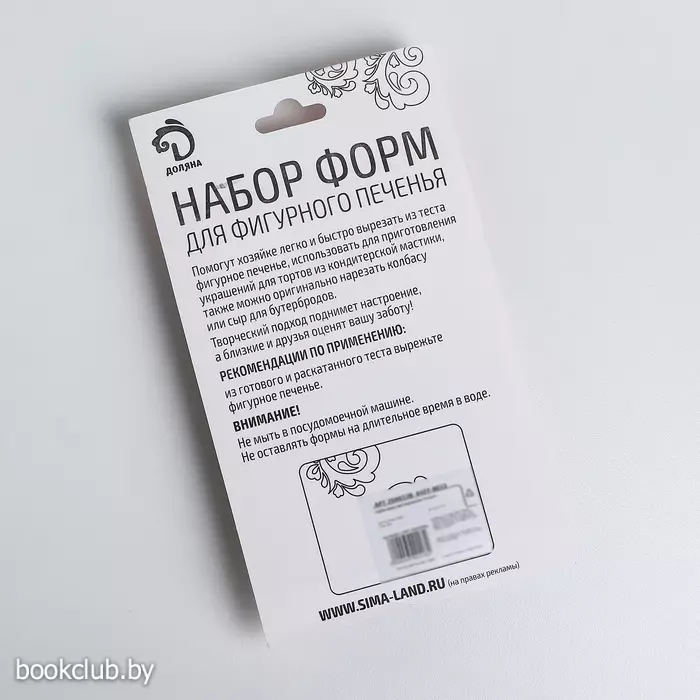 ДОЛЯНА
НАБОР ФОРМ
ДЛЯ ФИГУРНОГО ПЕЧЕНЬЯ
Помогут хозяйке легко и быстро вырезать из теста
фигурное печенье, использовать для приготовления
украшений для тортов из кондитерской мастики,
также можно оригинально нарезать колбасу
или сыр для бутербродов.
Творческий подход поднимет настроение,
а близкие и друзья оценят вашу заботу!
РЕКОМЕНДАЦИИ ПО ПРИМЕНЕНИЮ:
из готового и раскатанного теста вырежьте
фигурное печенье.
ВНИМАНИЕ!
Не мыть в посудомоечной машине.
Не оставлять формы на длительное время в воде.
WWW.SIMA-LAND.RU (на правах рекламы)
bookclub.by